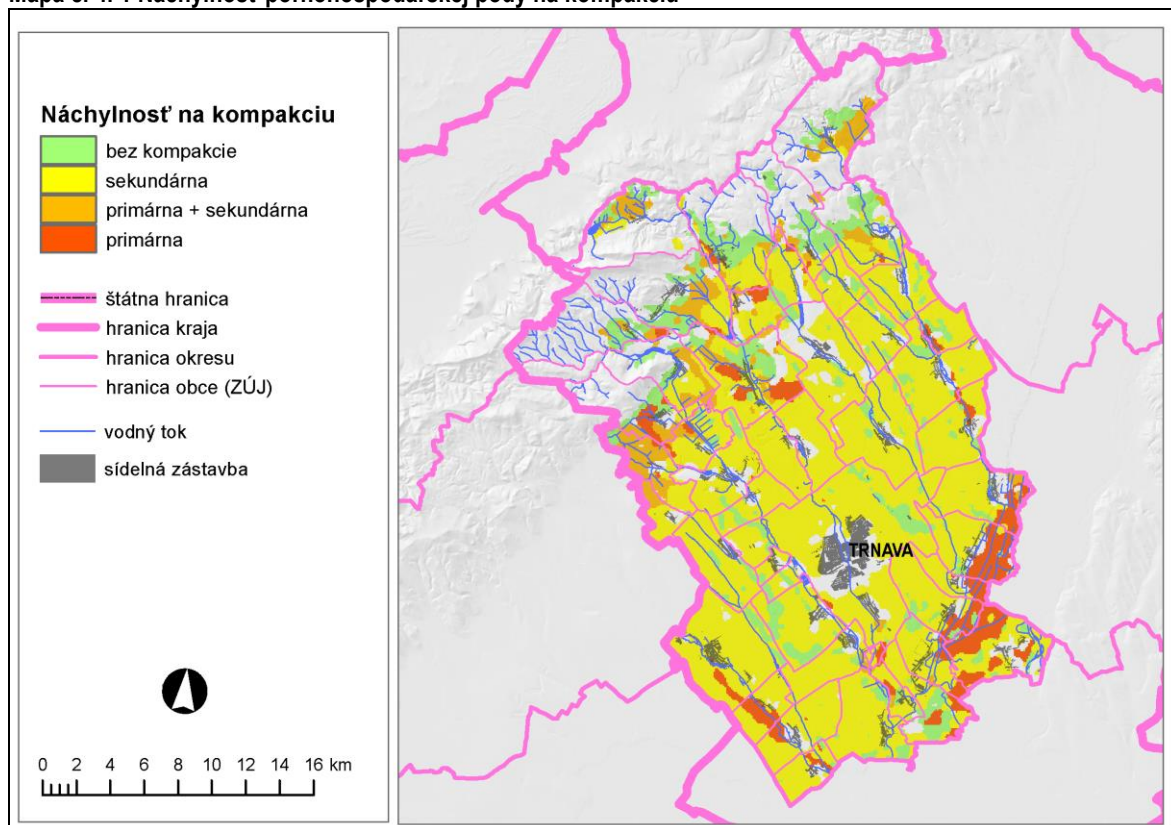 Náchylnosť na kompakciu
bez kompakcie
sekundárna
primárna + sekundárna
primárna
štátna hranica
hranica kraja
hranica okresu
hranica obce (ZÚJ)
vodný tok
sídelná zástavba
0 2 4 6 8 10 12 14 16 km
TRNAVA